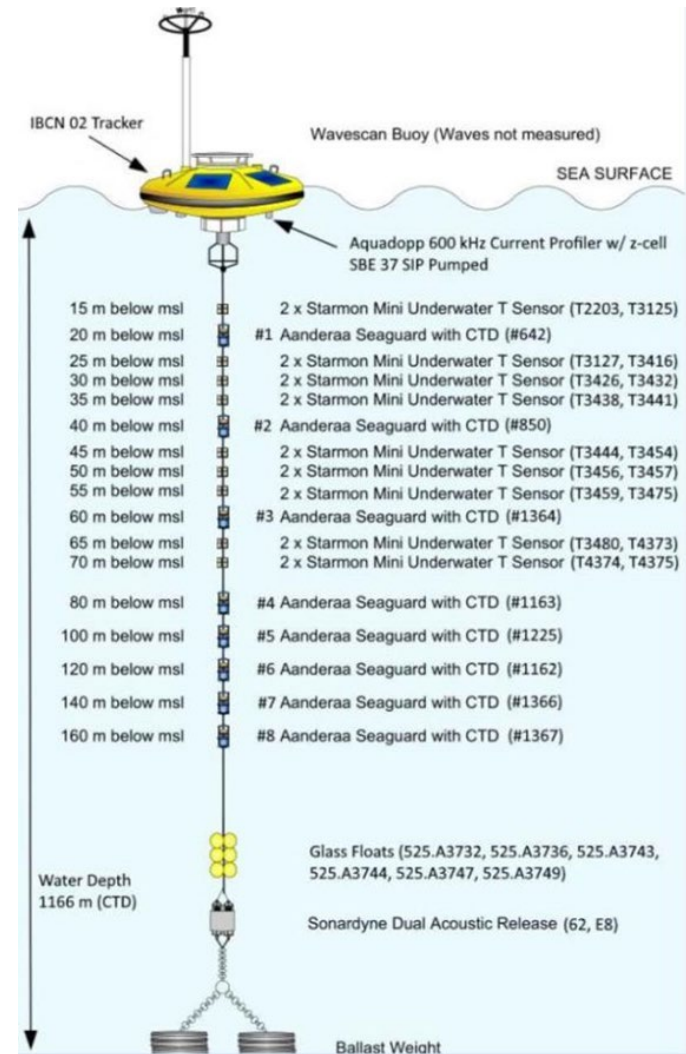 IBCN 02 Tracker
Wavescan Buoy (Waves not measured)
SEA SURFACE
Aquadopp 600 kHz Current Profiler w/ z-cell
SBE 37 SIP Pumped
15 m below msl 2 x Starmon Mini Underwater T Sensor (T2203, T3125)
20 m below msl #1 Aanderaa Seaguard with CTD (#642)
25 m below msl 2 x Starmon Mini Underwater T Sensor (T3127, T3416)
30 m below msl 2 x Starmon Mini Underwater T Sensor (T3426, T3432)
35 m below msl 2 x Starmon Mini Underwater T Sensor (T3438, T3441)
40 m below msl #2 Aanderaa Seaguard with CTD (#850)
45 m below msl 2 x Starmon Mini Underwater T Sensor (T3444, T3454)
50 m below msl 2 x Starmon Mini Underwater T Sensor (T3456, T3457)
55 m below msl 2 x Starmon Mini Underwater T Sensor (T3459, T3475)
60 m below msl #3 Aanderaa Seaguard with CTD (#1364)
65 m below msl 2 x Starmon Mini Underwater T Sensor (T3480, T4373)
70 m below msl 2 x Starmon Mini Underwater T Sensor (T4374, T4375)
80 m below msl #4 Aanderaa Seaguard with CTD (#1163)
100 m below msl #5 Aanderaa Seaguard with CTD (#1225)
120 m below msl #6 Aanderaa Seaguard with CTD (#1162)
140 m below msl #7 Aanderaa Seaguard with CTD (#1366)
160 m below msl #8 Aanderaa Seaguard with CTD (#1367)
Glass Floats (525.A3732, 525.A3736, 525.A3743,
525.A3744, 525.A3747, 525.A3749)
Water Depth
1166 m (CTD)
Sonardyne Dual Acoustic Release (62, E8)
Ballast Weight